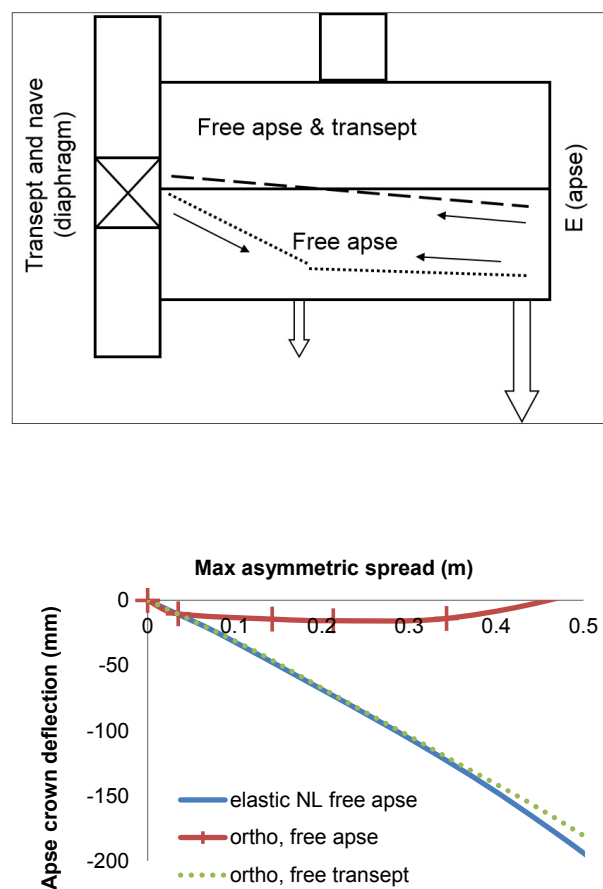 Transept and nave
(diaphragm)
Free apse & transept
Free apse
E (apse)
Max asymmetric spread (m)
0
0 0.1 0.2 0.3 0.4 0.5
-50
-100
-150
-200
Apse crown deflection (mm)
elastic NL free apse
ortho, free apse
ortho, free transept